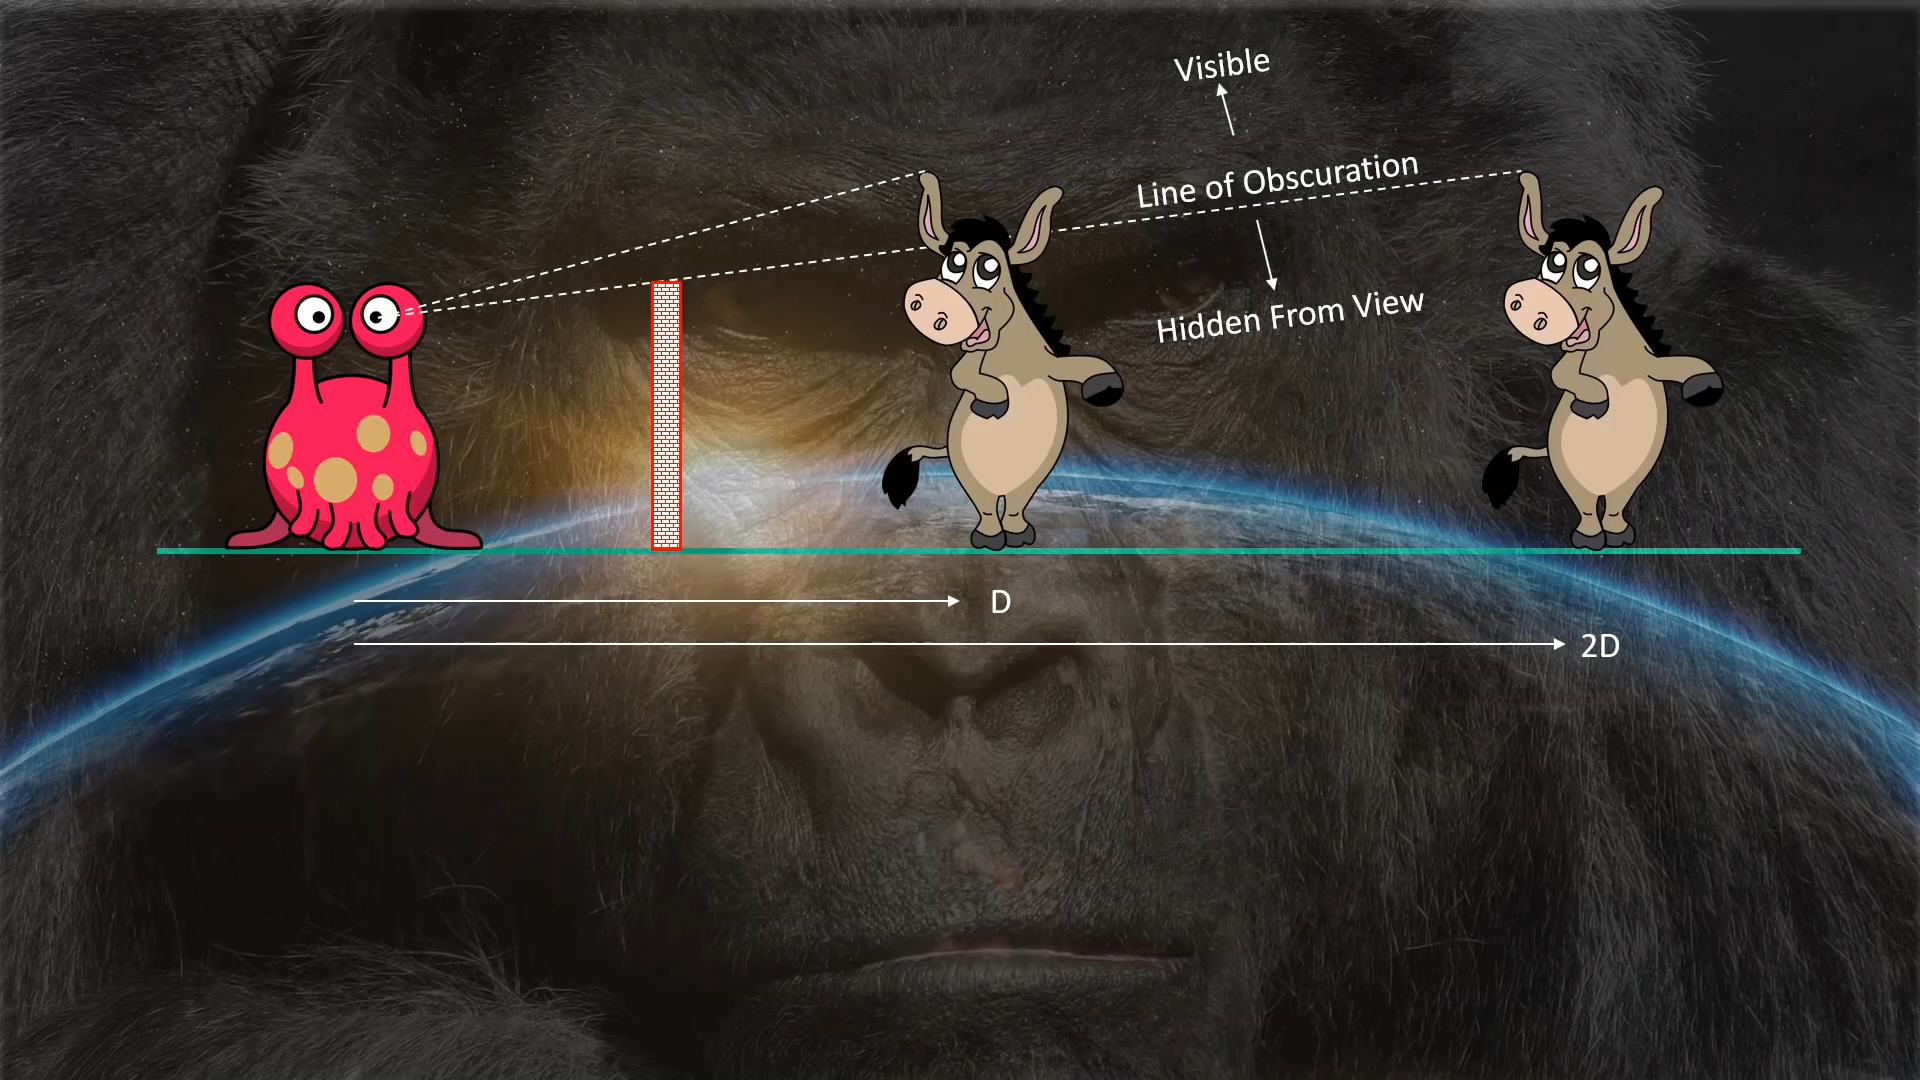 Visible
Line of Obscuration
Hidden From View
D
2D